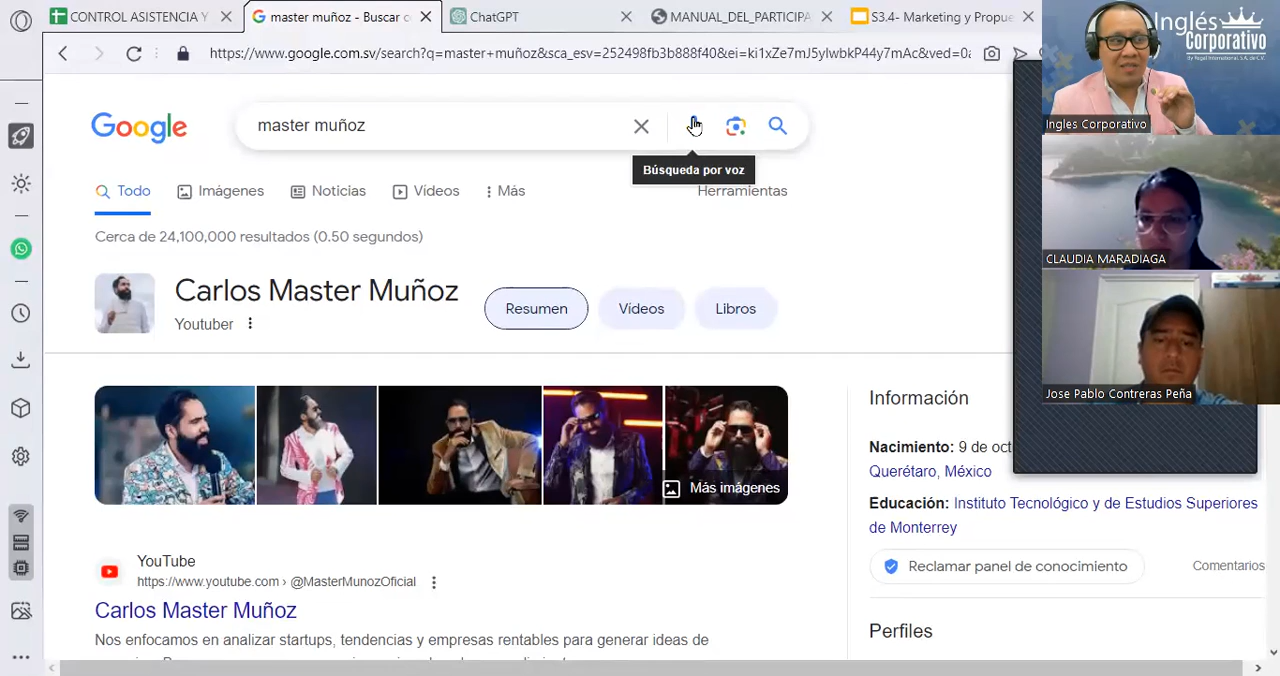 CONTROL ASISTENCIA Y
master muñoz - Buscar c
ChatGPT
MANUAL_DEL_PARTICIPA
S3.4- Marketing y Propue
https://www.google.com.sv/search?q=master+muñoz&sca_esv=252498fb3b888f40&ei=ki1xZe7mJ5ylwbkP44y7mAc&ved=0a
Inglés
Corporativo
by Regal International, S.A. de C.V.
Ingles Corporativo
CLAUDIA MARADIAGA
Jose Pablo Contreras Peña
Google
master muñoz
Búsqueda por voz
Todo
Imágenes
Noticias
Videos
Más
Herramientas
Cerca de 24,100,000 resultados (0.50 segundos)
Carlos Master Muñoz
Youtuber
Resumen
Videos
Libros
Más imágenes
Información
Nacimiento: 9 de oct
Querétaro, México
Educación: Instituto Tecnológico y de Estudios Superiores
de Monterrey
Reclamar panel de conocimiento
Comentarios
Perfiles
YouTube
https://www.youtube.com › @MasterMunozOficial
Carlos Master Muñoz
Nos enfocamos en analizar startups, tendencias y empresas rentables para generar ideas de